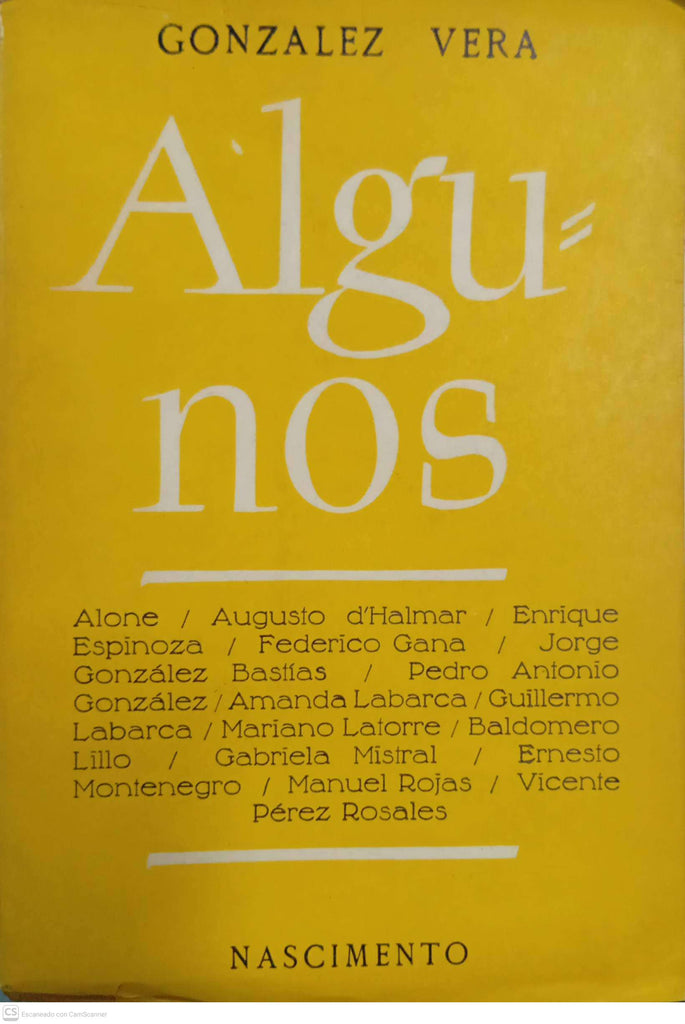 GONZALEZ VERA
Algu=
nos
Alone / Augusto d'Halmar / Enrique
Espinoza / Federico Gana / Jorge
González Bastías / Pedro Antonio
González / Amanda Labarca / Guillermo
Labarca / Mariano Latorre / Baldomero
Lillo / Gabriela Mistral / Ernesto
Montenegro / Manuel Rojas / Vicente
Pérez Rosales
NASCIMENTO
CS Escaneado con CamScanner